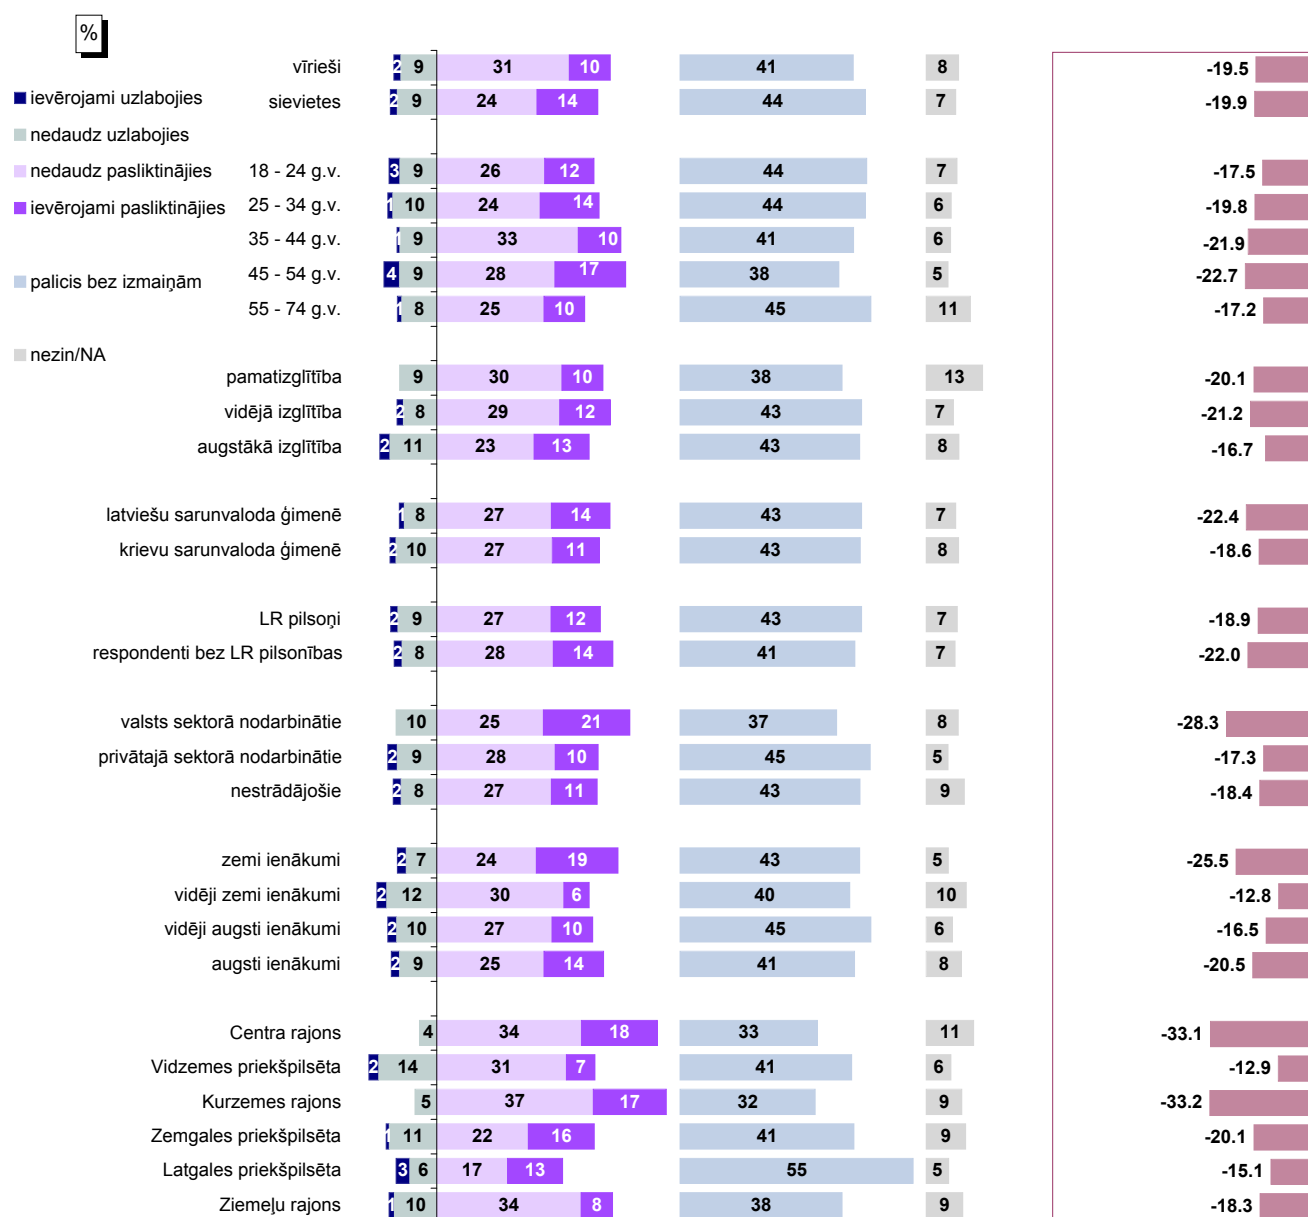 %
vīrieši 2 9 31 10 41 8 -19.5
ievērojami uzlabojies
sievietes 2 9 24 14 44 7 -19.9
nedaudz uzlabojies
nedaudz pasliktinājies
18 - 24 g.v. 3 9 26 12 44 7 -17.5
ievērojami pasliktinājies
25 - 34 g.v. 1 10 24 14 44 6 -19.8
35 - 44 g.v. 1 9 33 10 41 6 -21.9
palicis bez izmaiņām
45 - 54 g.v. 4 9 28 17 38 5 -22.7
55 - 74 g.v. 1 8 25 10 45 11 -17.2
nezin/NA
pamatizglītība 9 30 10 38 13 -20.1
vidējā izglītība 2 8 29 12 43 7 -21.2
augstākā izglītība 2 11 23 13 43 8 -16.7
latviešu sarunvaloda ģimenē 1 8 27 14 43 7 -22.4
krievu sarunvaloda ģimenē 2 10 27 11 43 8 -18.6
LR pilsoņi 2 9 27 12 43 7 -18.9
respondenti bez LR pilsonības 2 8 28 14 41 7 -22.0
valsts sektorā nodarbinātie 10 25 21 37 8 -28.3
privātajā sektorā nodarbinātie 2 9 28 10 45 5 -17.3
nestrādājošie 2 8 27 11 43 9 -18.4
zemi ienākumi 2 7 24 19 43 5 -25.5
vidēji zemi ienākumi 2 12 30 6 40 10 -12.8
vidēji augsti ienākumi 2 10 27 10 45 6 -16.5
augsti ienākumi 2 9 25 14 41 8 -20.5
Centra rajons 4 34 18 33 11 -33.1
Vidzemes priekšpilsēta 2 14 31 7 41 6 -12.9
Kurzemes rajons 5 37 17 32 9 -33.2
Zemgales priekšpilsēta 1 11 22 16 41 9 -20.1
Latgales priekšpilsēta 3 6 17 13 55 5 -15.1
Ziemeļu rajons 1 10 34 8 38 9 -18.3